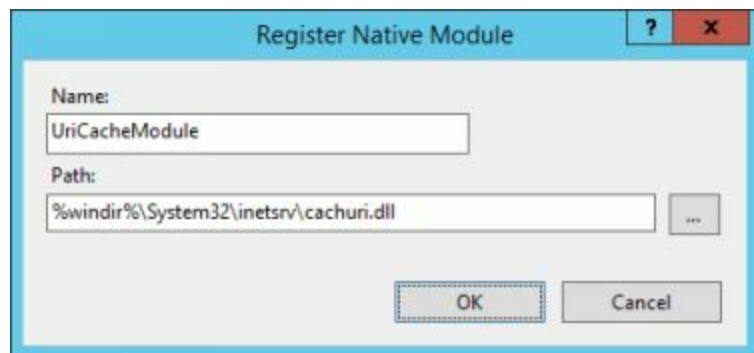 Register Native Module
?
x
Name:
UriCacheModule
Path:
%windir%\System32\inetsrv\cachuri.dll
...
OK
Cancel